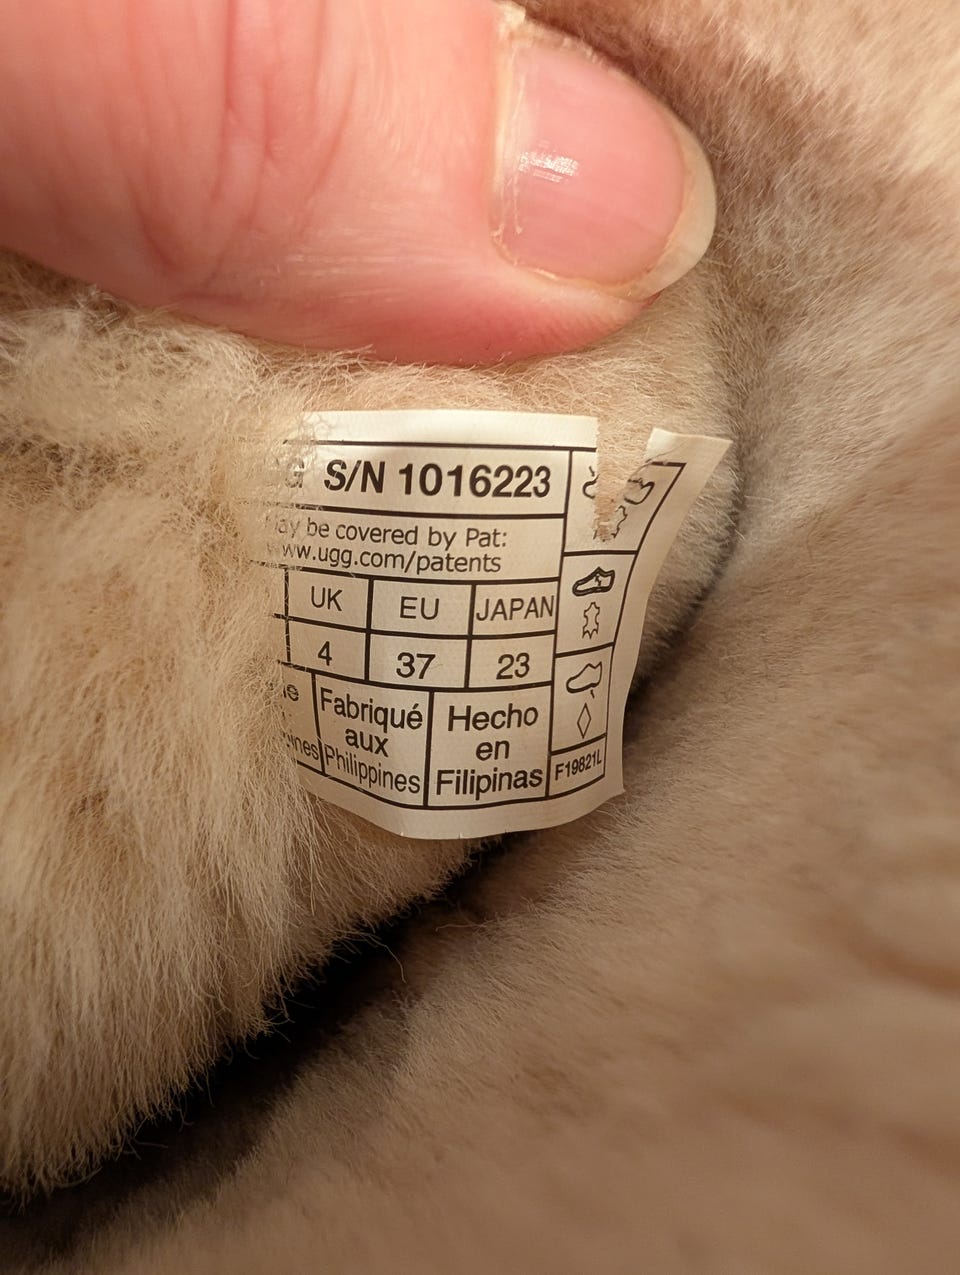 S/N 1016223
may be covered by Pat:
www.ugg.com/patents
UK EU JAPAN
4 37 23
Fabriqué aux Philippines
Hecho en Filipinas
F19821L